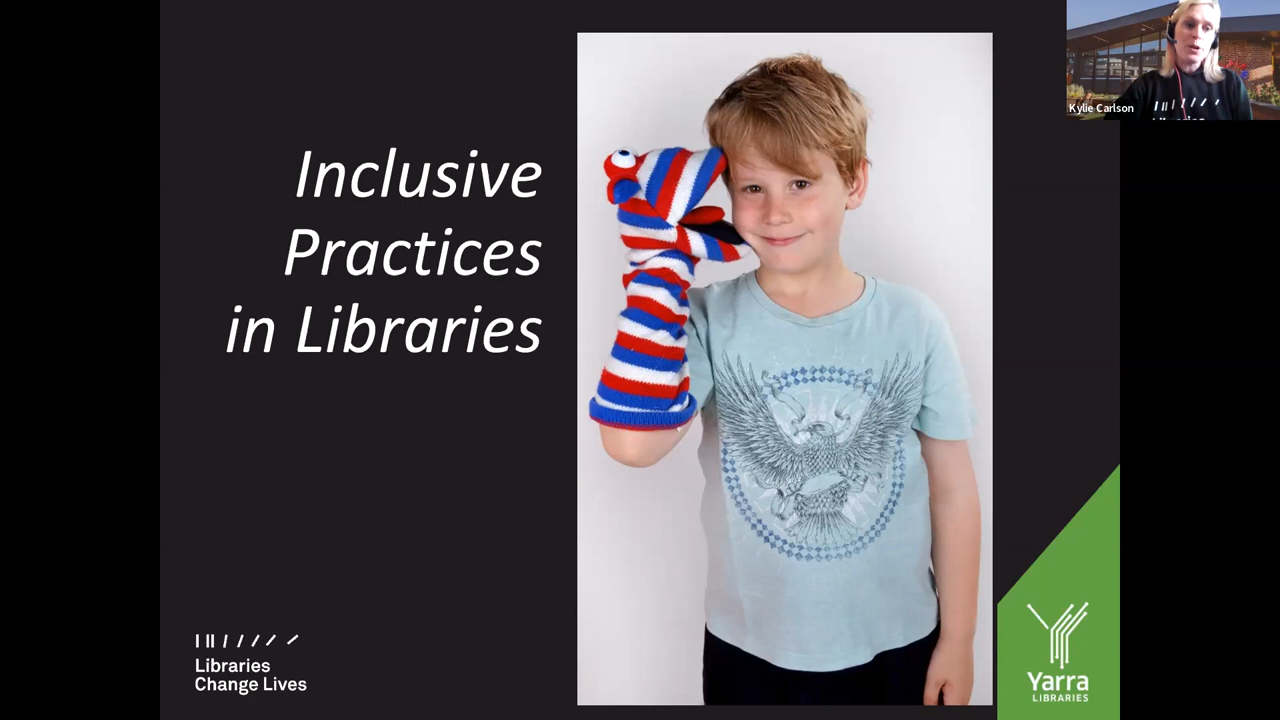 Inclusive
Practices
in Libraries
Kylie Carlson
Libraries
Change Lives
Yarra
LIBRARIES